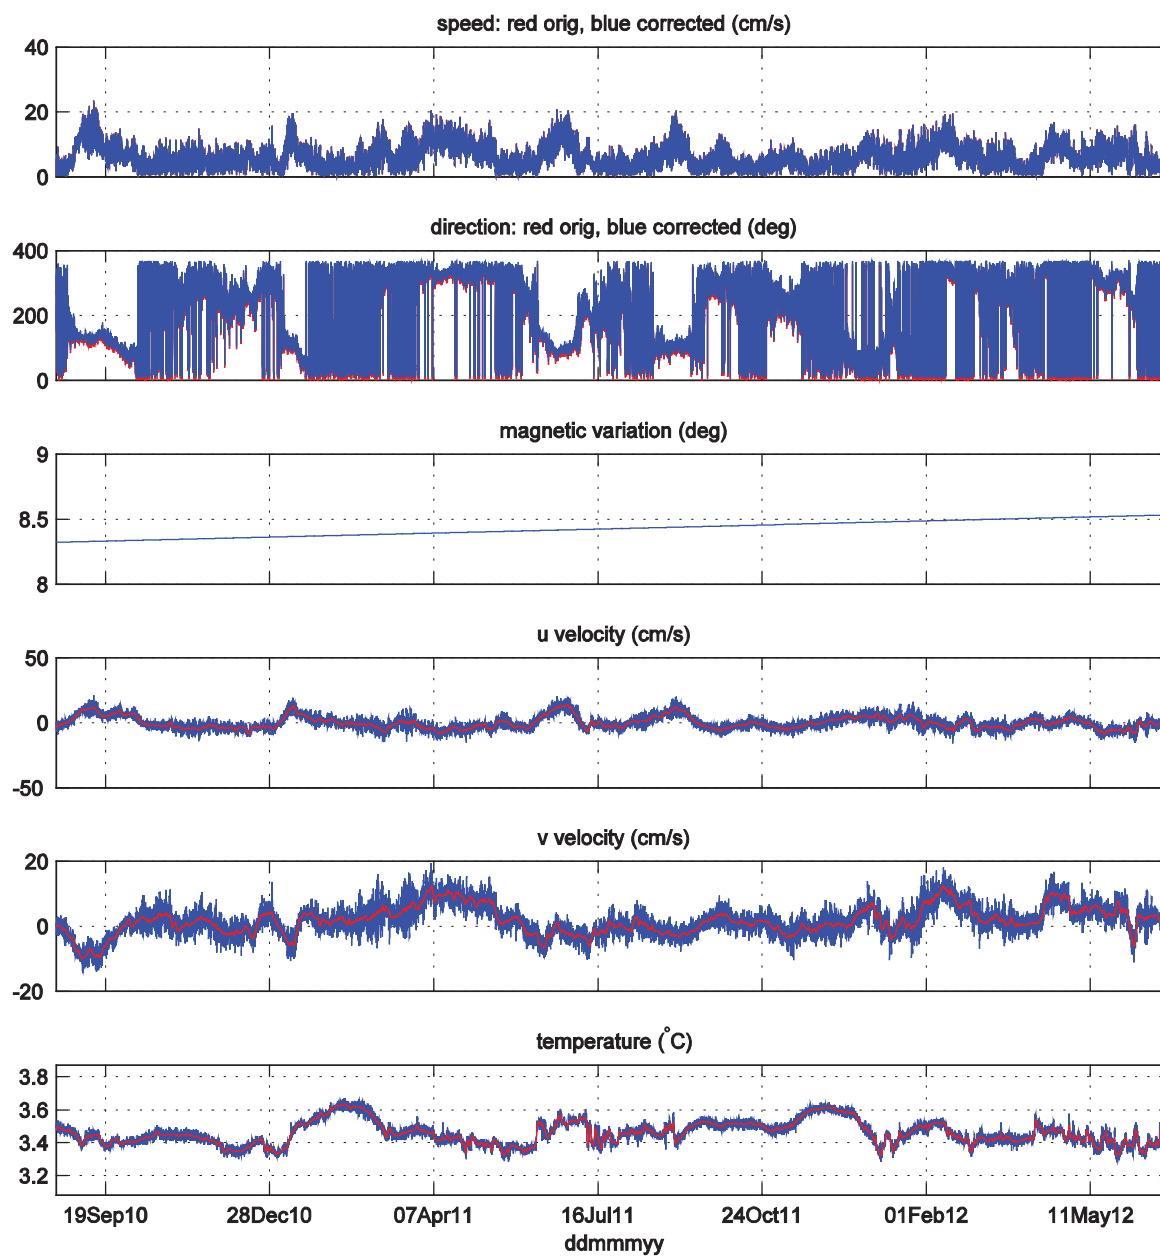 speed: red orig, blue corrected (cm/s)
40
20
0
direction: red orig, blue corrected (deg)
400
200
0
magnetic variation (deg)
9
8.5
8
u velocity (cm/s)
50
0
-50
v velocity (cm/s)
20
0
-20
temperature (°C)
3.8
3.6
3.4
3.2
19Sep10 28Dec10 07Apr11 16Jul11 24Oct11 01Feb12 11May12
ddmmmyy